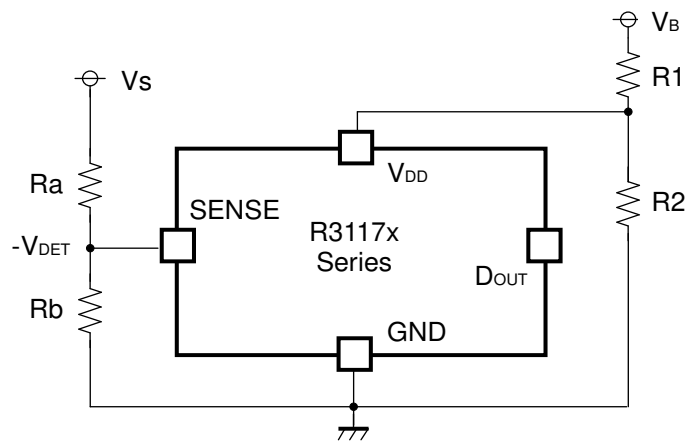 VB
R1
Vs
VDD
Ra
R2
SENSE
R3117x
Series
-VDET
DOUT
Rb
GND